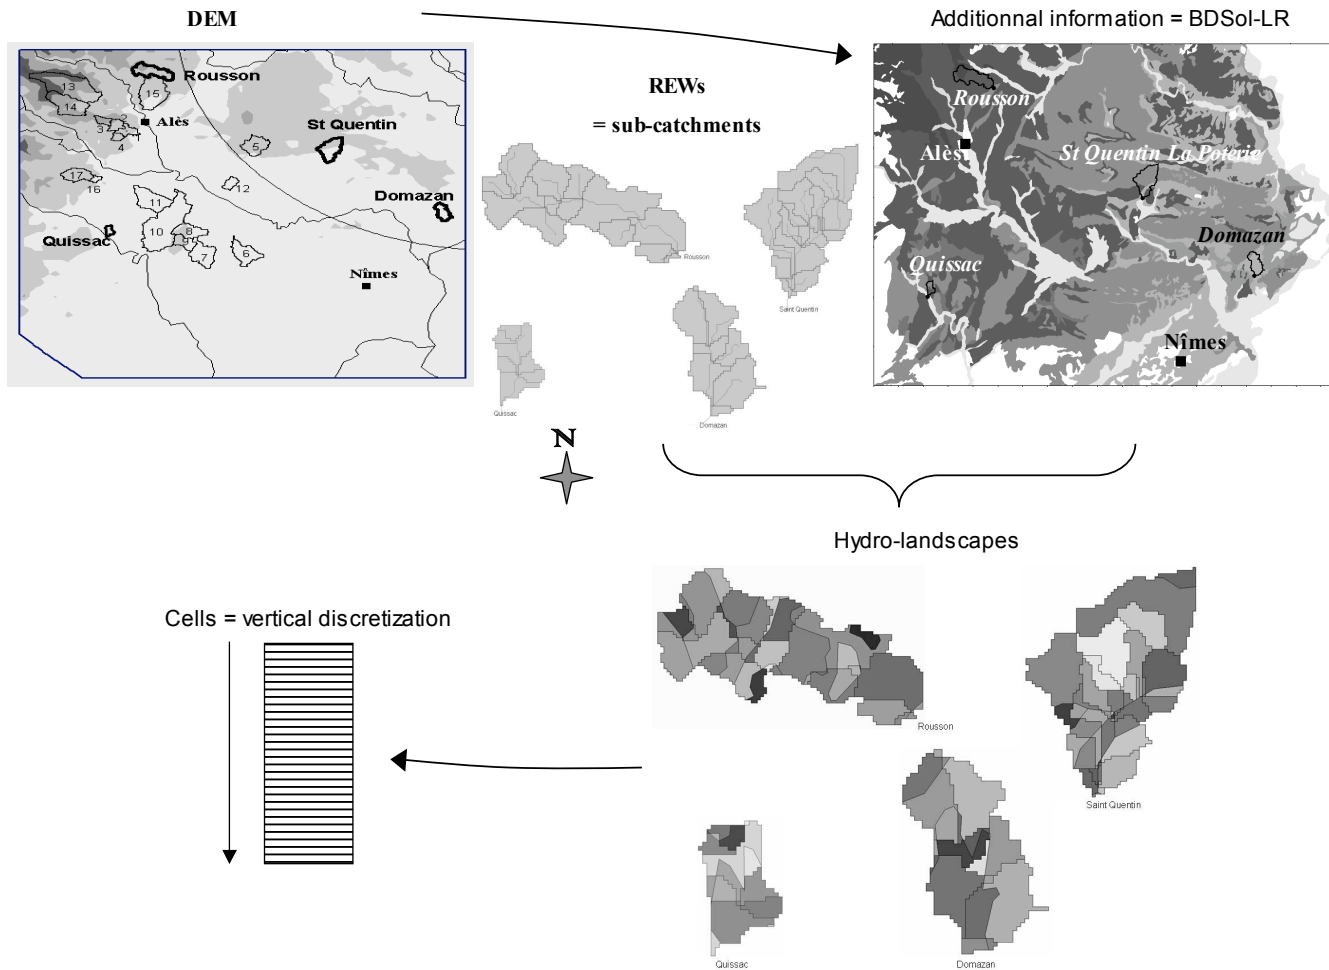 DEM
Additionnal information = BDSol-LR
REWs
= sub-catchments
Rousson
13
15
14
2
Alès
3
1
4
St Quentin
5
17
16
12
11
Domazan
Quissac
10
8
9
7
6
Nîmes
Rousson
Saint Quentin
Quissac
Domazan
Rousson
Alès
St Quentin La Poterie
Domazan
Quissac
Nîmes
N
Hydro-landscapes
Cells = vertical discretization
Rousson
Saint Quentin
Quissac
Domazan